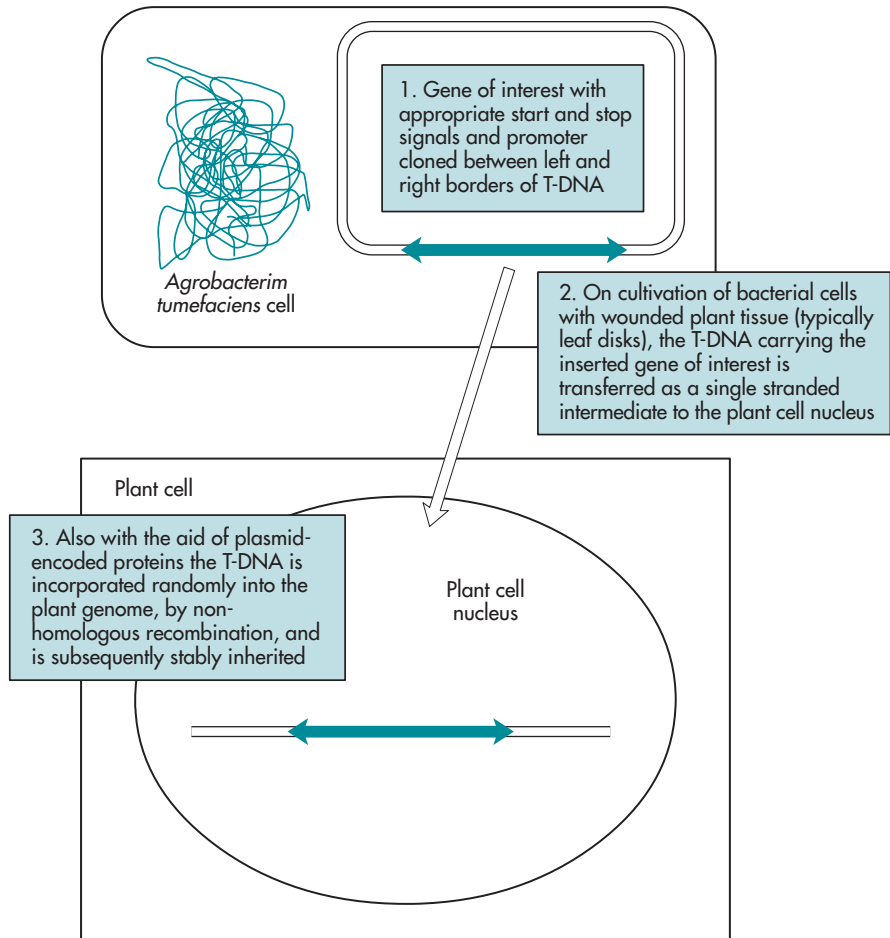 1. Gene of interest with
appropriate start and stop
signals and promoter
cloned between left and
right borders of T-DNA
Agrobacterim
tumefaciens cell
2. On cultivation of bacterial cells
with wounded plant tissue (typically
leaf disks), the T-DNA carrying the
inserted gene of interest is
transferred as a single stranded
intermediate to the plant cell nucleus
Plant cell
3. Also with the aid of plasmid-
encoded proteins the T-DNA is
incorporated randomly into the
plant genome, by non-
homologous recombination, and
is subsequently stably inherited
Plant cell
nucleus